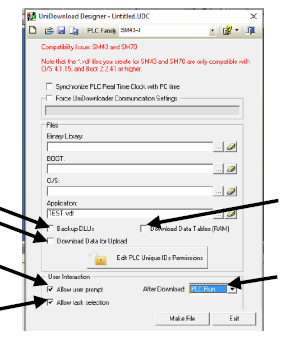 UniDownload Designer - Untitled.UDC
PLC Family SM43-J
Compatibility Issue: SM43 and SM70
Note that the *.vdf files you create for SM43 and SM70 are only compatible with
O/S 4.1.15, and Boot 2.2.41 or higher.
Synchronize PLC Real Time Clock with PC time
Force UniDownloader Communication Settings
Files
Binary Library:
BOOT:
O/S:
Application:
TEST.vdf
Backup DLLs
Download Data Tables (RAM)
Download Data for Upload
Edit PLC Unique IDs Permissions
User Interaction
Allow user prompt
After Download:
PLC Run
Allow task selection
Make File
Exit